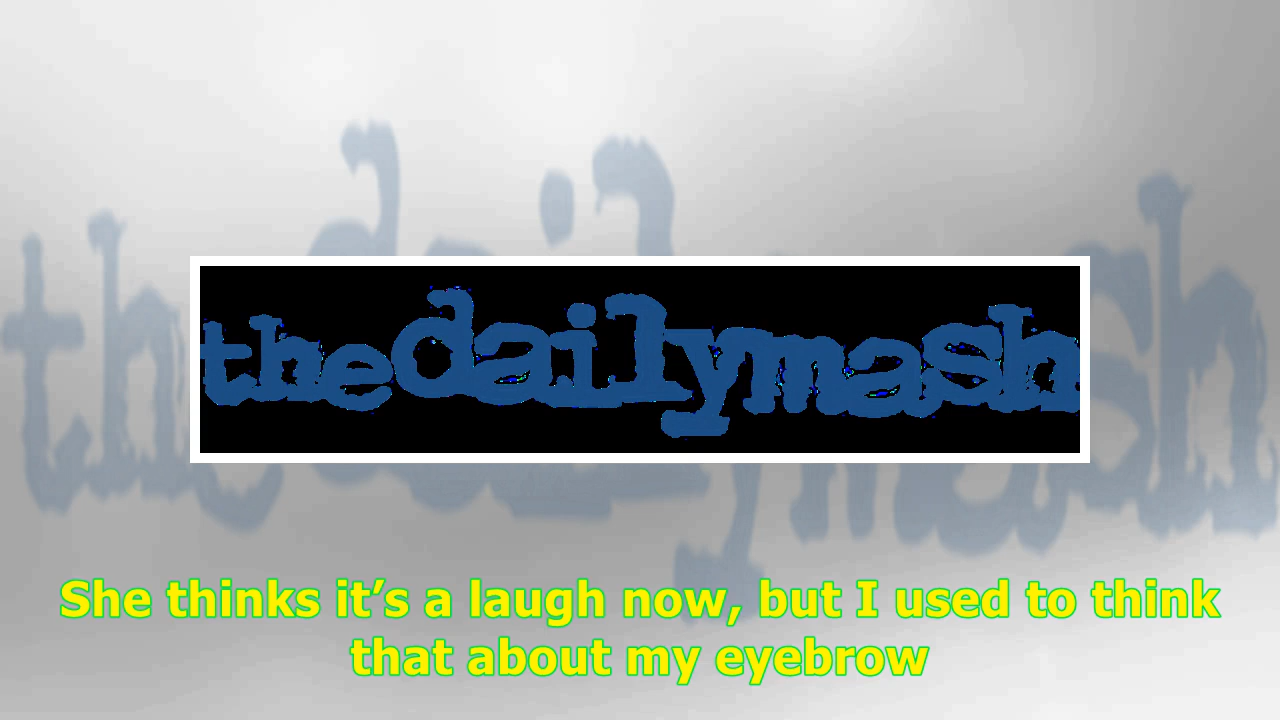 thedailymash
She thinks it’s a laugh now, but I used to think
that about my eyebrow